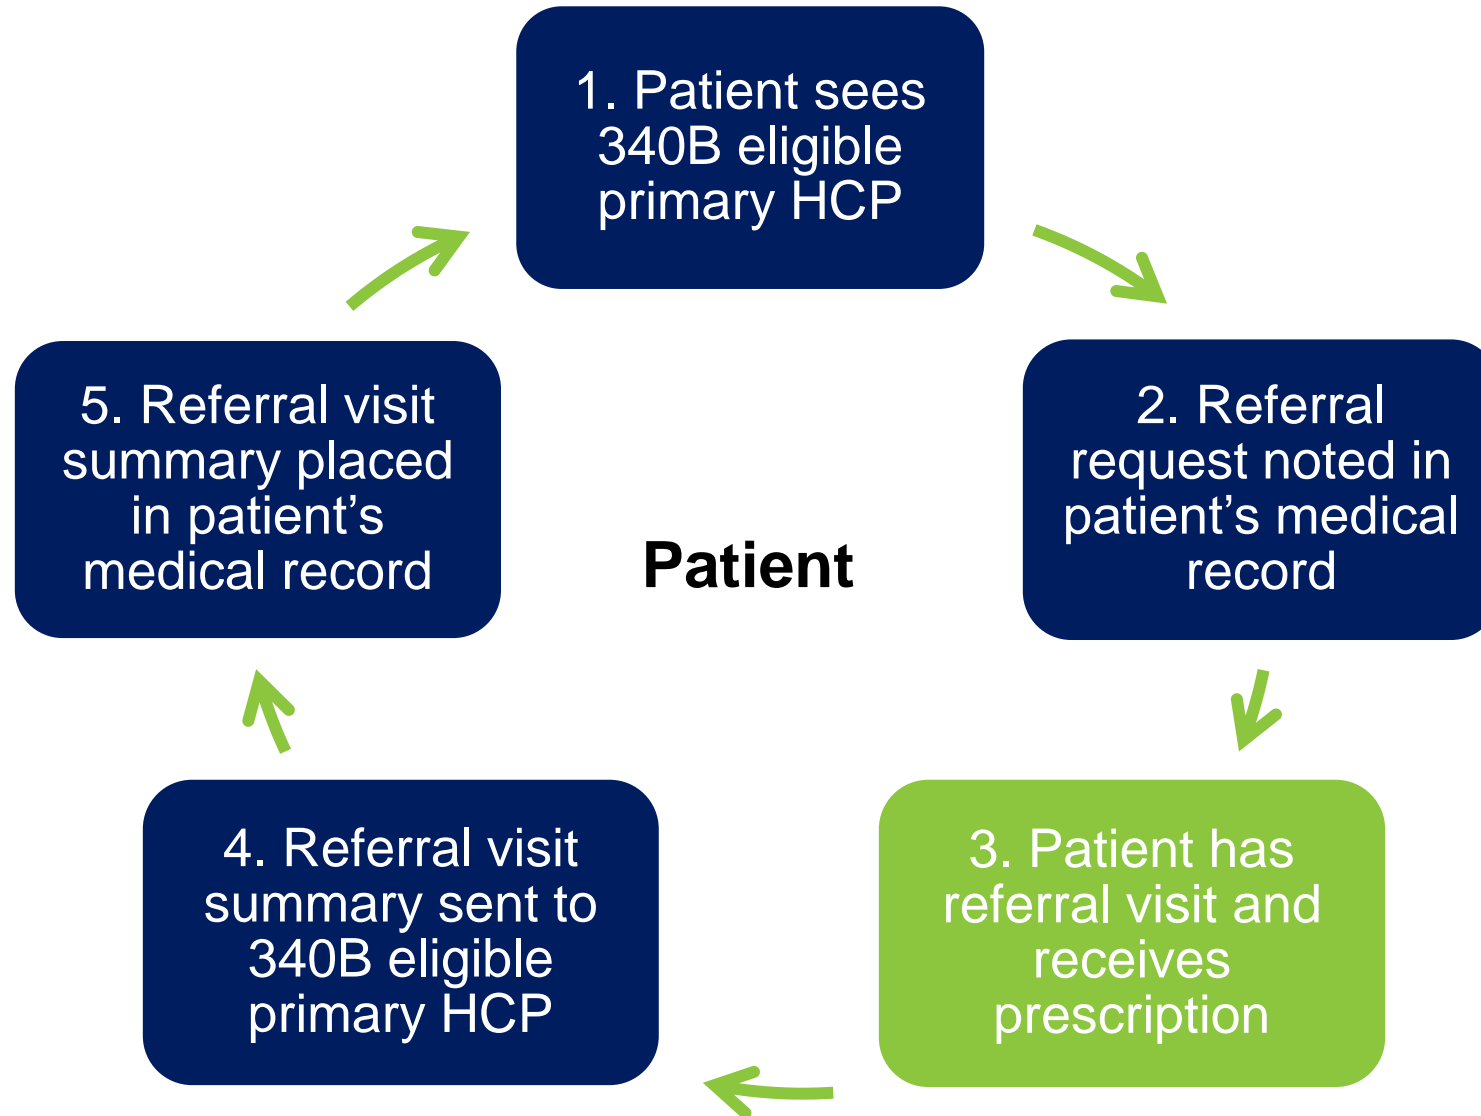 1. Patient sees
340B eligible
primary HCP
2. Referral
request noted in
patient’s medical
record
3. Patient has
referral visit and
receives
prescription
4. Referral visit
summary sent to
340B eligible
primary HCP
5. Referral visit
summary placed
in patient’s
medical record
Patient